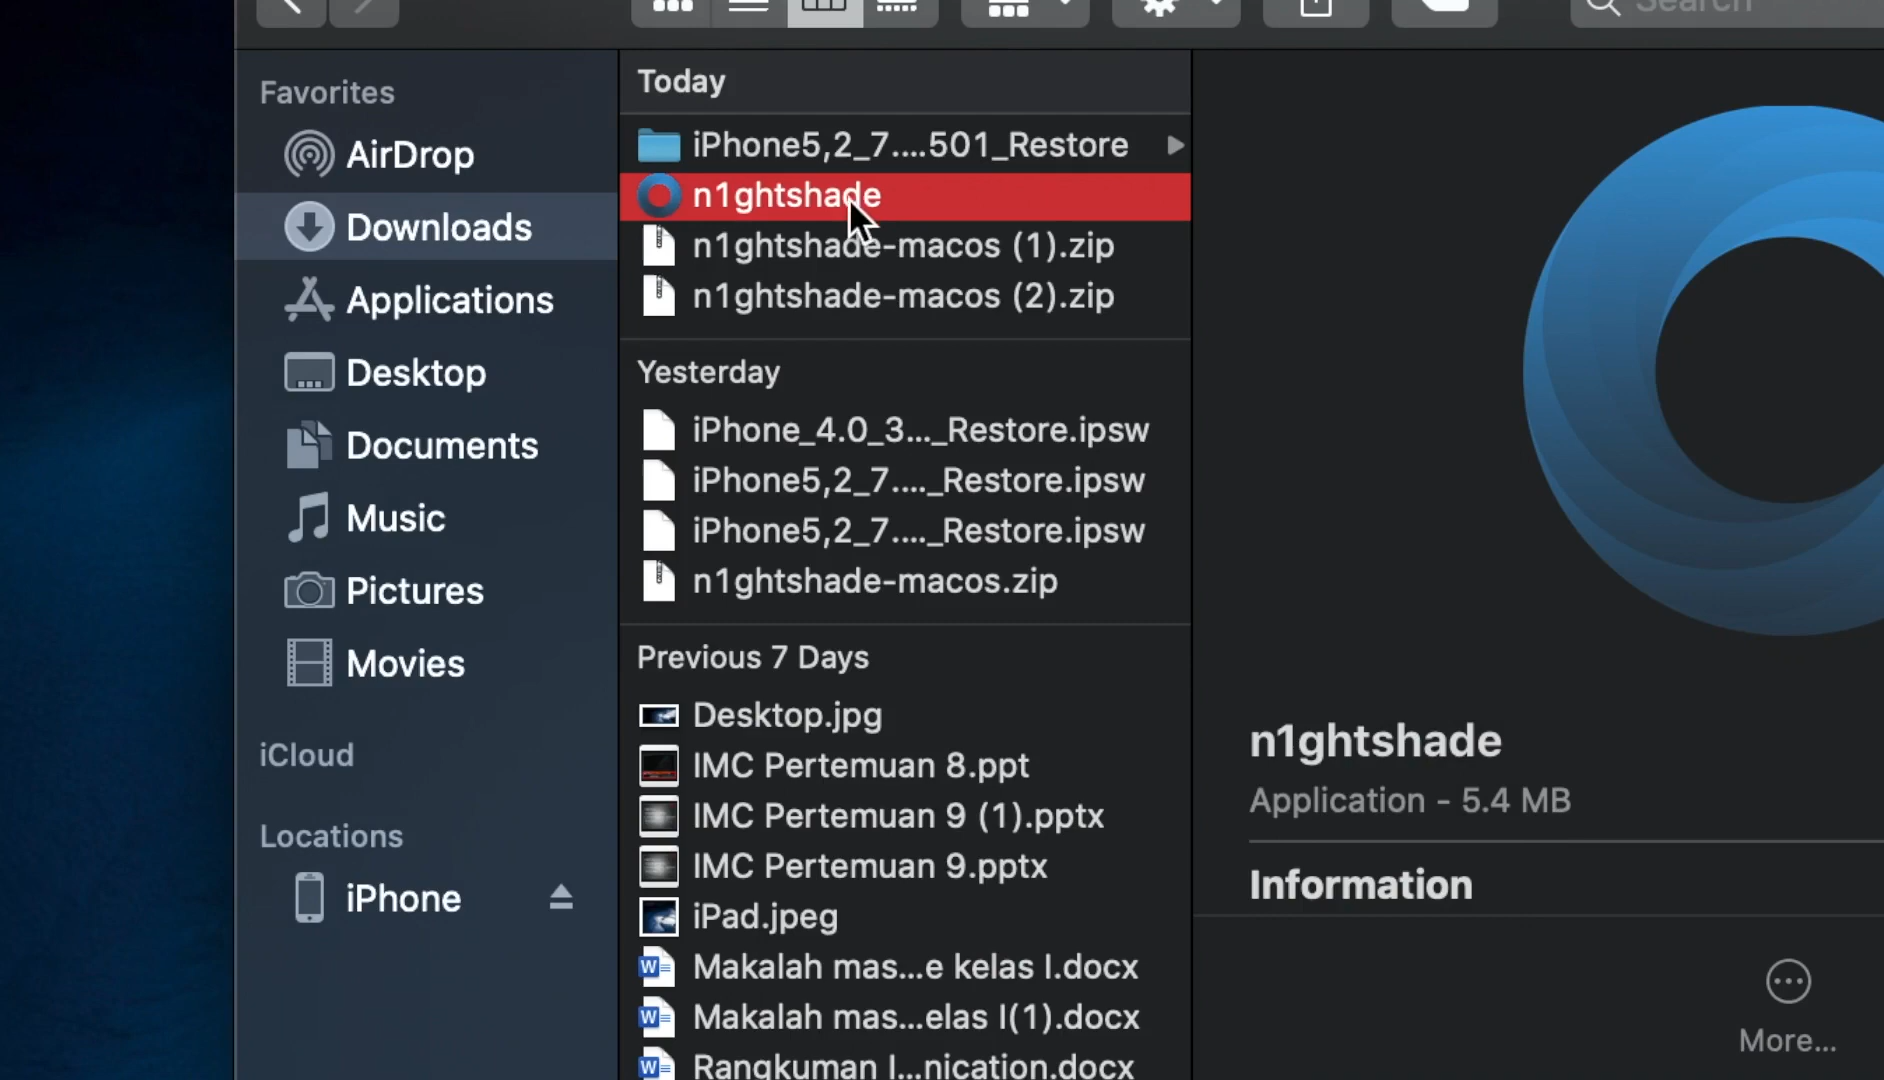 Search
Favorites
AirDrop
Downloads
Applications
Desktop
Documents
Music
Pictures
Movies
iCloud
Locations
iPhone
Today
iPhone5,2_7....501_Restore
n1ghtshade
n1ghtshade-macos (1).zip
n1ghtshade-macos (2).zip
Yesterday
iPhone_4.0_3..._Restore.ipsw
iPhone5,2_7...._Restore.ipsw
iPhone5,2_7...._Restore.ipsw
n1ghtshade-macos.zip
Previous 7 Days
Desktop.jpg
IMC Pertemuan 8.ppt
IMC Pertemuan 9 (1).pptx
IMC Pertemuan 9.pptx
iPad.jpeg
Makalah mas...e kelas I.docx
Makalah mas...elas I(1).docx
Rangkuman I...nication.docx
n1ghtshade
Application - 5.4 MB
Information
More...